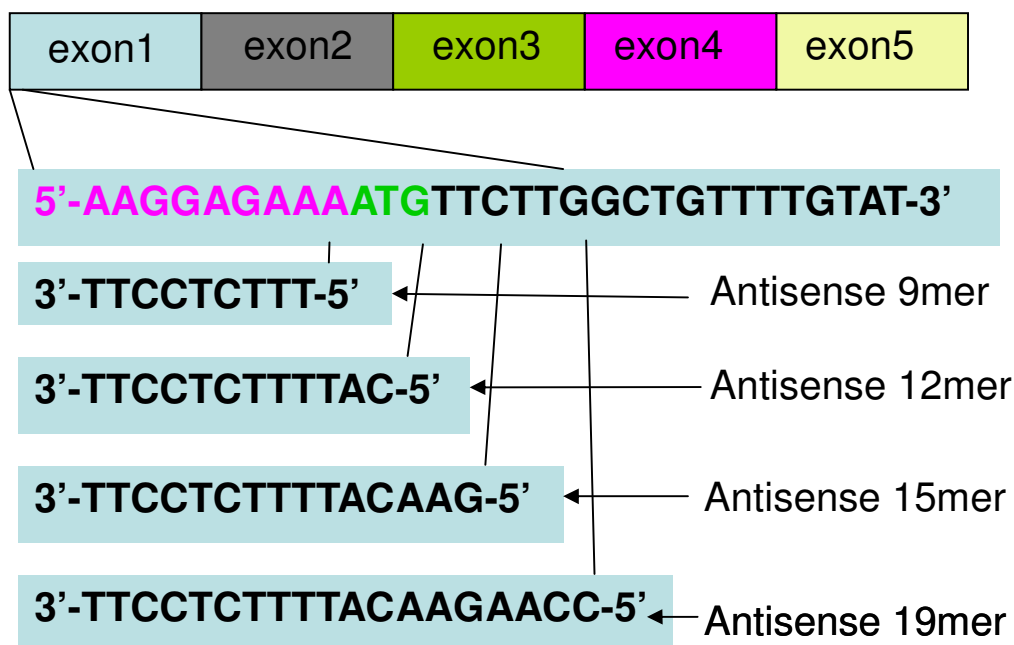 exon1 exon2 exon3 exon4 exon5
5’-AAGGAGAAAATGTTCTTGGCTGTTTTGTAT-3’
3’-TTCCTCTTT-5’ Antisense 9mer
3’-TTCCTCTTTTAC-5’ Antisense 12mer
3’-TTCCTCTTTTACAAG-5’ Antisense 15mer
3’-TTCCTCTTTTACAAGAACC-5’ Antisense 19mer